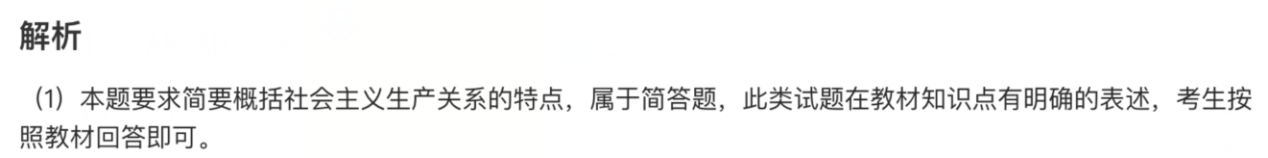 解析
（1）本题要求简要概括社会主义生产关系的特点，属于简答题，此类试题在教材知识点有明确的表述，考生按
照教材回答即可。